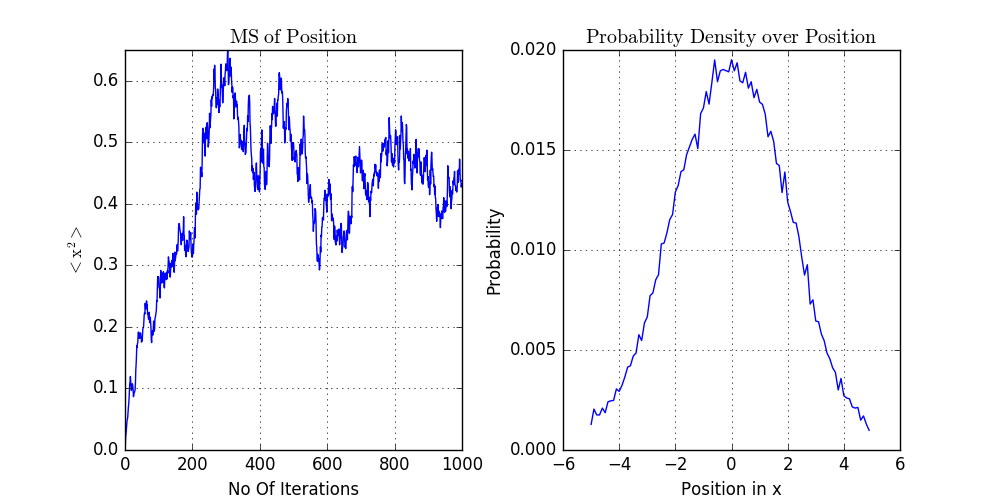 MS of Position
<x²>
0.6
0.5
0.4
0.3
0.2
0.1
0.0
0 200 400 600 800 1000
No Of Iterations
Probability Density over Position
Probability
0.020
0.015
0.010
0.005
0.000
−6 −4 −2 0 2 4 6
Position in x